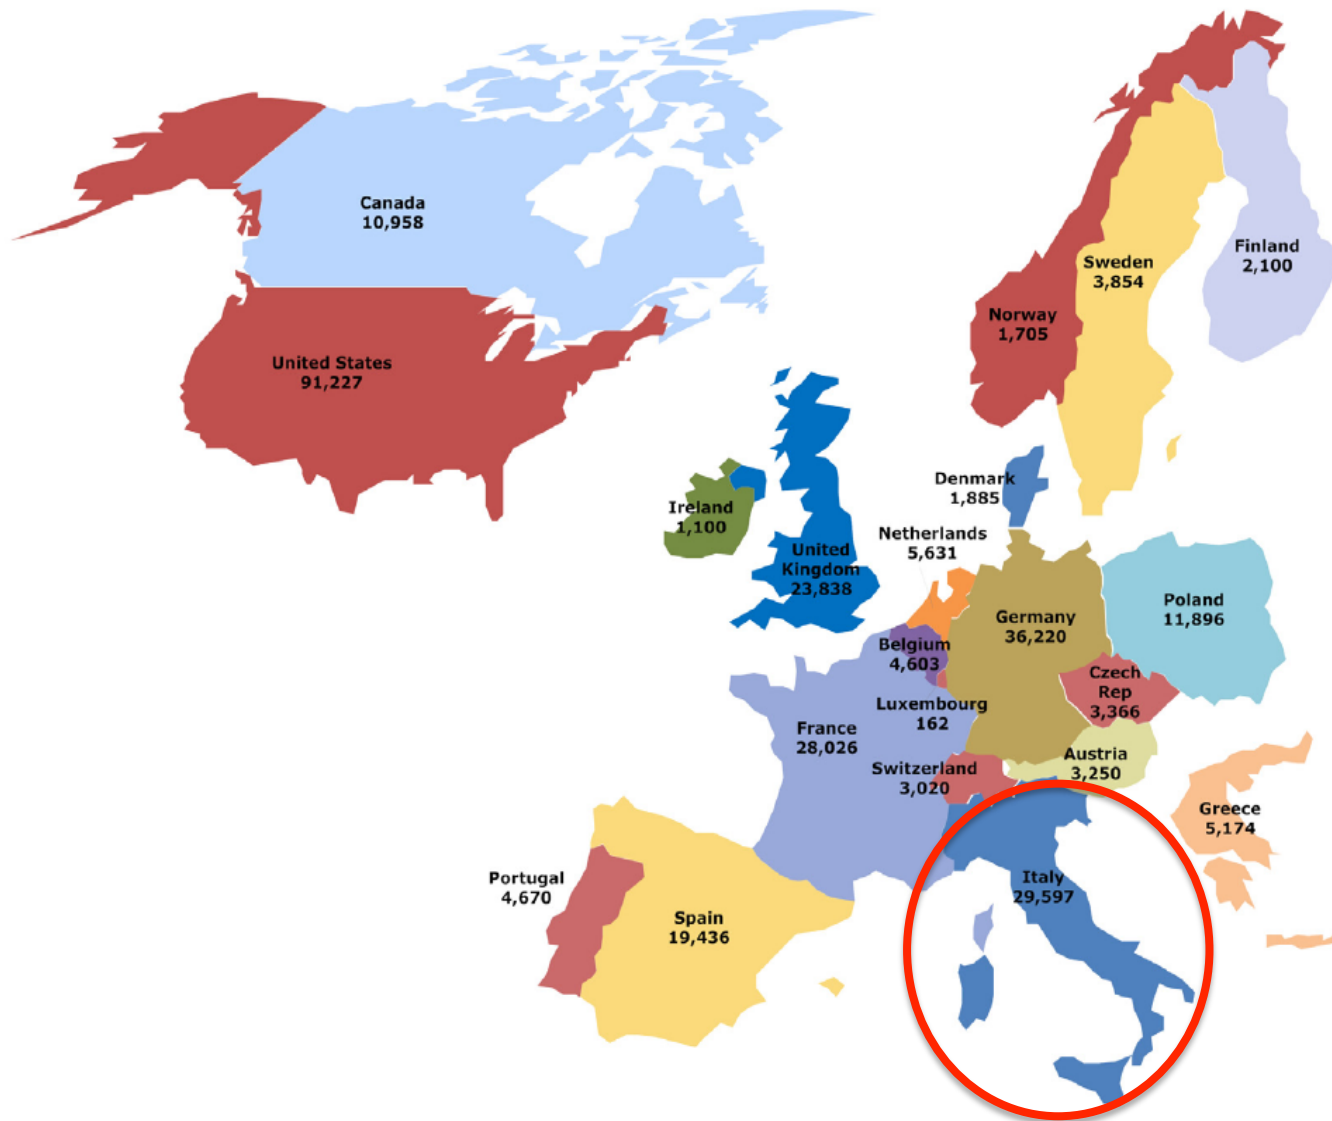 Canada
10,958
United States
91,227
Norway
1,705
Sweden
3,854
Finland
2,100
Denmark
1,885
Ireland
1,100
Netherlands
5,631
United
Kingdom
23,838
Germany
36,220
Poland
11,896
Belgium
4,603
Czech
Rep
3,366
Luxembourg
162
France
28,026
Austria
3,250
Switzerland
3,020
Greece
5,174
Portugal
4,670
Spain
19,436
Italy
29,597